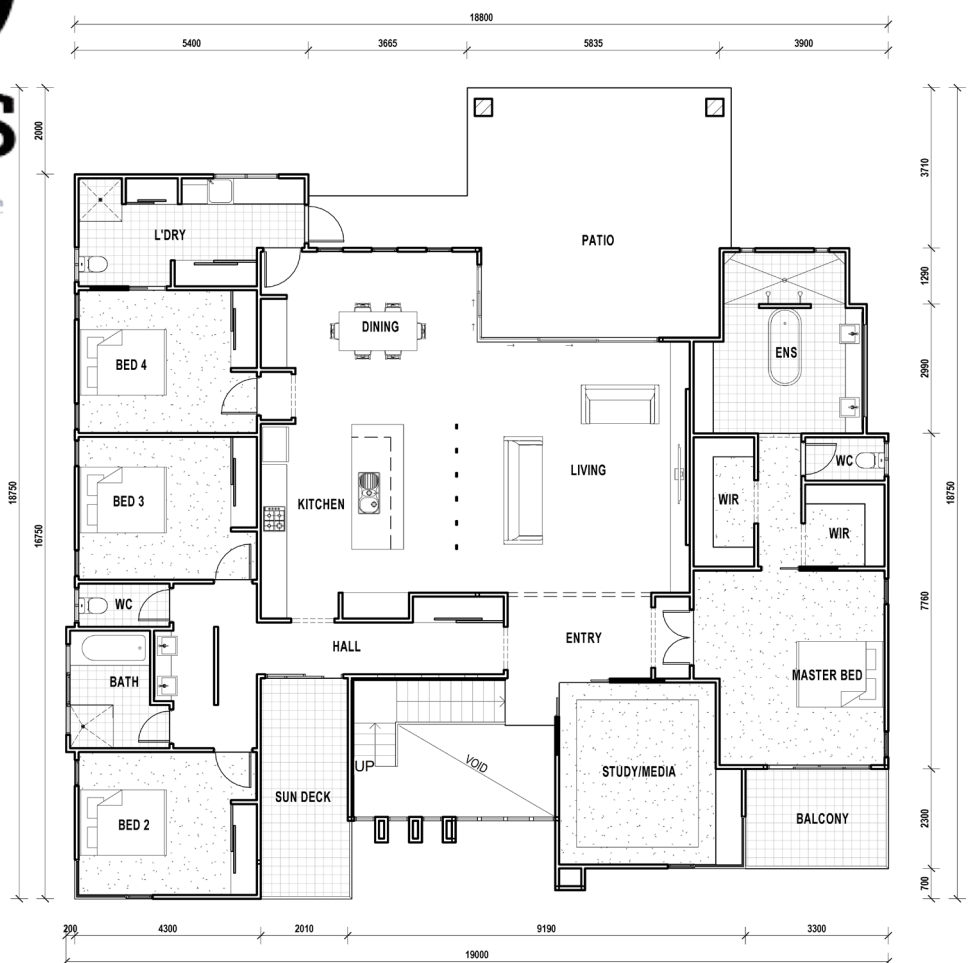 18800
5400
3665
5835
3900
S
2000
3710
L'DRY
PATIO
1290
DINING
ENS
BED 4
2990
WC
LIVING
BED 3
KITCHEN
WIR
WIR
18750
16750
18750
WC
7760
ENTRY
HALL
BATH
MASTER BED
UP
VOID
STUDY/MEDIA
SUN DECK
BALCONY
BED 2
2300
700
200
4300
2010
9190
3300
19000